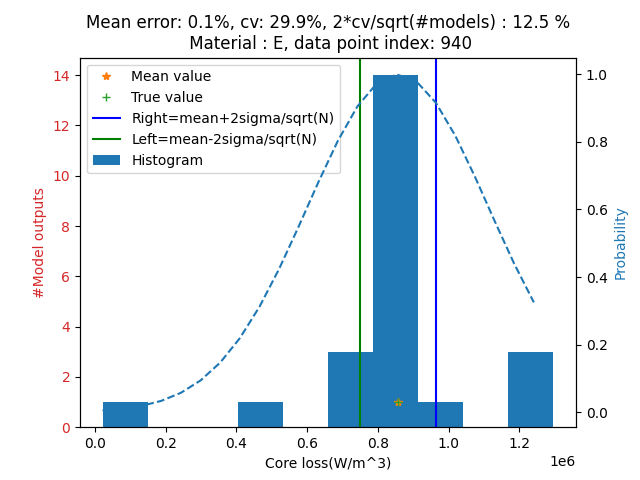 Mean error: 0.1%, cv: 29.9%, 2*cv/sqrt(#models) : 12.5 %
Material : E, data point index: 940
Mean value
True value
Right=mean+2sigma/sqrt(N)
Left=mean-2sigma/sqrt(N)
Histogram
#Model outputs
14
12
10
8
6
4
2
0
1.0
0.8
0.6
0.4
0.2
0.0
Probability
0.0 0.2 0.4 0.6 0.8 1.0 1.2
1e6
Core loss(W/m^3)